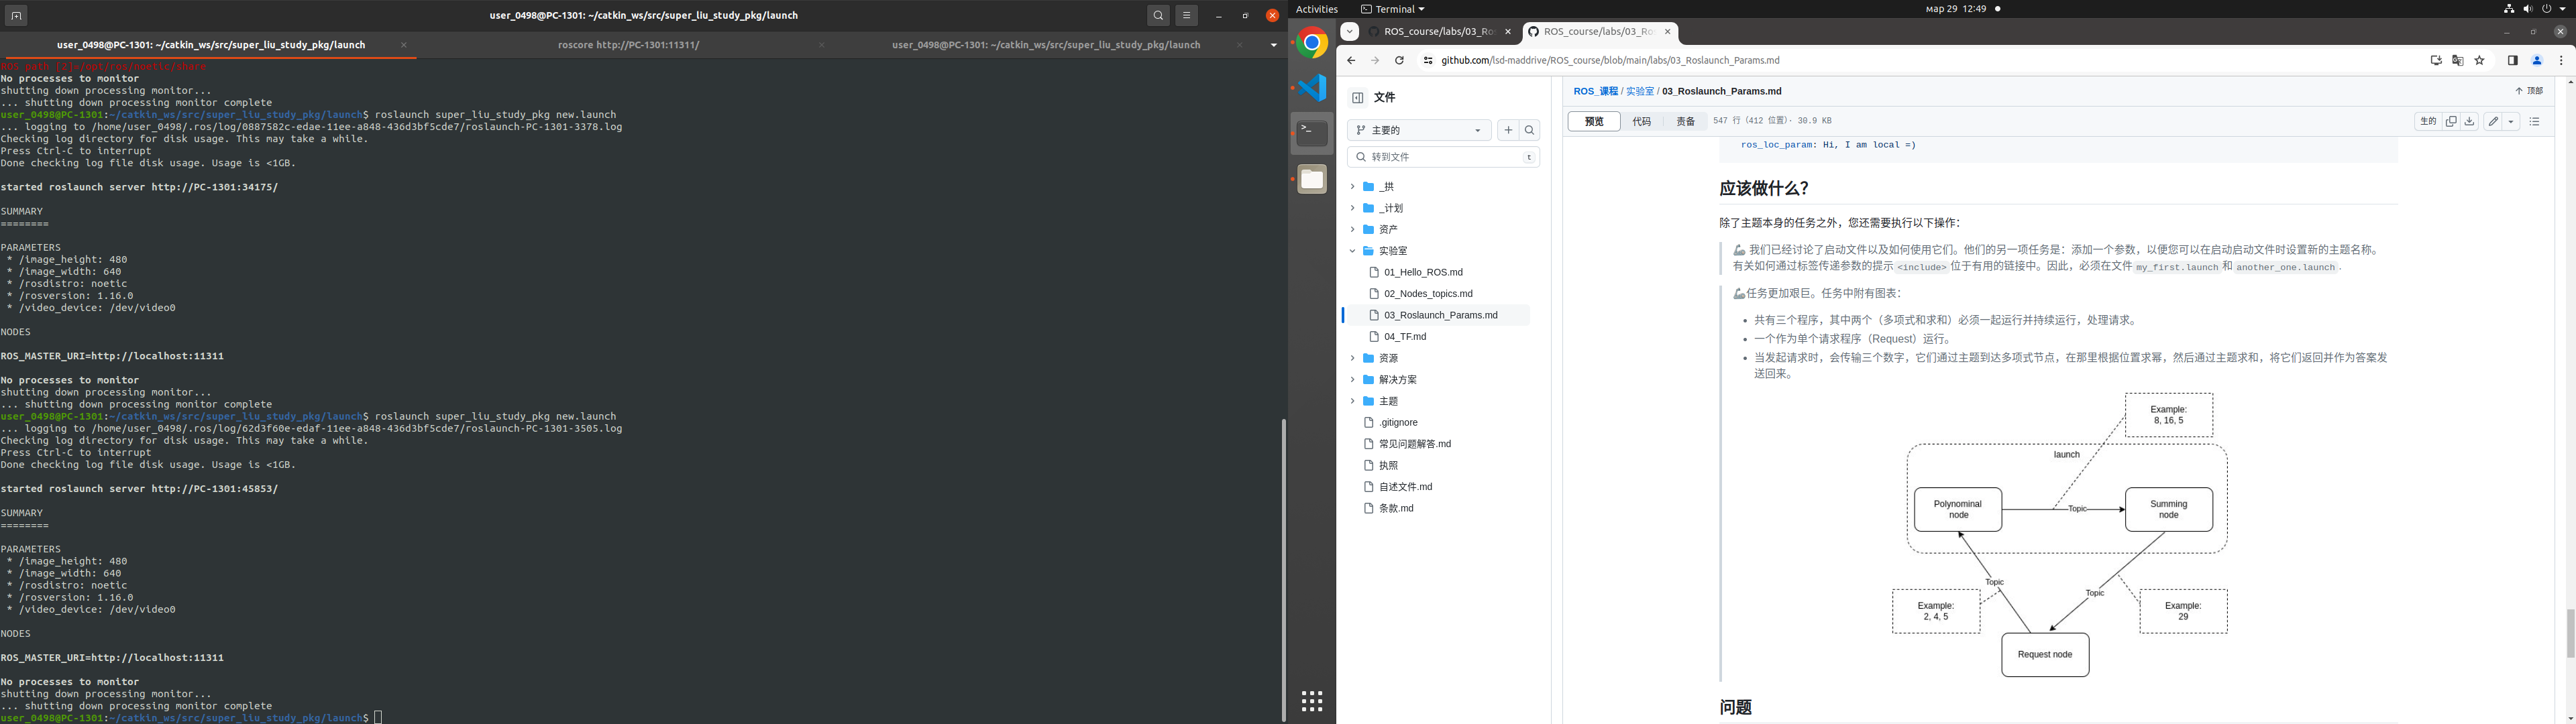 user_0498@PC-1301: ~/catkin_ws/src/super_liu_study_pkg/launch
user_0498@PC-1301: ~/catkin_ws/src/super_liu_study_pkg/launch
roscore http://PC-1301:11311/
user_0498@PC-1301: ~/catkin_ws/src/super_liu_study_pkg/launch
ROS path [2]=/opt/ros/noetic/share
No processes to monitor
shutting down processing monitor...
... shutting down processing monitor complete
user_0498@PC-1301:~/catkin_ws/src/super_liu_study_pkg/launch$ roslaunch super_liu_study_pkg new.launch
... logging to /home/user_0498/.ros/log/0887582c-edae-11ee-a848-436d3bf5cde7/roslaunch-PC-1301-3378.log
Checking log directory for disk usage. This may take a while.
Press Ctrl-C to interrupt
Done checking log file disk usage. Usage is <1GB.
started roslaunch server http://PC-1301:34175/
SUMMARY
========
PARAMETERS
* /image_height: 480
* /image_width: 640
* /rosdistro: noetic
* /rosversion: 1.16.0
* /video_device: /dev/video0
NODES
ROS_MASTER_URI=http://localhost:11311
No processes to monitor
shutting down processing monitor...
... shutting down processing monitor complete
user_0498@PC-1301:~/catkin_ws/src/super_liu_study_pkg/launch$ roslaunch super_liu_study_pkg new.launch
... logging to /home/user_0498/.ros/log/62d3f60e-edaf-11ee-a848-436d3bf5cde7/roslaunch-PC-1301-3505.log
Checking log directory for disk usage. This may take a while.
Press Ctrl-C to interrupt
Done checking log file disk usage. Usage is <1GB.
started roslaunch server http://PC-1301:45853/
SUMMARY
========
PARAMETERS
* /image_height: 480
* /image_width: 640
* /rosdistro: noetic
* /rosversion: 1.16.0
* /video_device: /dev/video0
NODES
ROS_MASTER_URI=http://localhost:11311
No processes to monitor
shutting down processing monitor...
... shutting down processing monitor complete
user_0498@PC-1301:~/catkin_ws/src/super_liu_study_pkg/launch$
Activities
Terminal
мар 29 12:49
ROS_course/labs/03_Ro
ROS_course/labs/03_Ro
github.com/lsd-maddrive/ROS_course/blob/main/labs/03_Roslaunch_Params.md
文件
主要的
转到文件
t
_拱
_计划
资产
实验室
01_Hello_ROS.md
02_Nodes_topics.md
03_Roslaunch_Params.md
04_TF.md
资源
解决方案
主题
.gitignore
常见问题解答.md
执照
自述文件.md
条款.md
ROS_课程 / 实验室 / 03_Roslaunch_Params.md
顶部
预览 代码 责备 547 行 (412 位置) · 30.9 KB
生的
ros_loc_param: Hi, I am local =)
应该做什么？
除了主题本身的任务之外，您还需要执行以下操作：
我们已经讨论了启动文件以及如何使用它们。他们的另一项任务是：添加一个参数，以便您可以在启动启动文件时设置新的主题名称。
有关如何通过标签传递参数的提示<include>位于有用的链接中。因此，必须在文件my_first.launch和another_one.launch.
任务更加艰巨。任务中附有图表：
• 共有三个程序，其中两个（多项式和求和）必须一起运行并持续运行，处理请求。
• 一个作为单个请求程序（Request）运行。
• 当发起请求时，会传输三个数字，它们通过主题到达多项式节点，在那里根据位置求幂，然后通过主题求和，将它们返回并作为答案发
送回来。
Example:
8, 16, 5
launch
Polynominal
node
Topic
Summing
node
Topic
Topic
Example:
2, 4, 5
Example:
29
Request node
问题